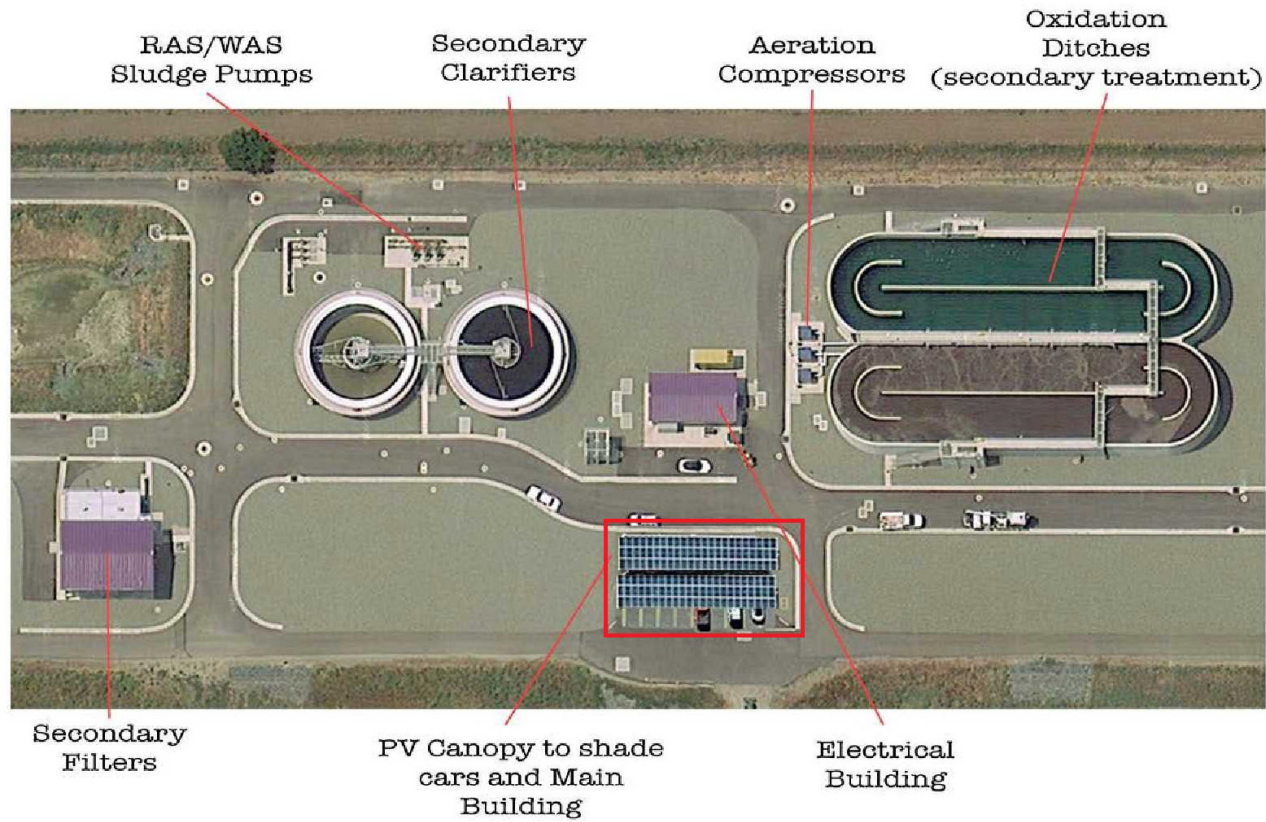 RAS/WAS
Sludge Pumps
Secondary
Clarifiers
Aeration
Compressors
Oxidation
Ditches
(secondary treatment)
Secondary
Filters
PV Canopy to shade
cars and Main
Building
Electrical
Building